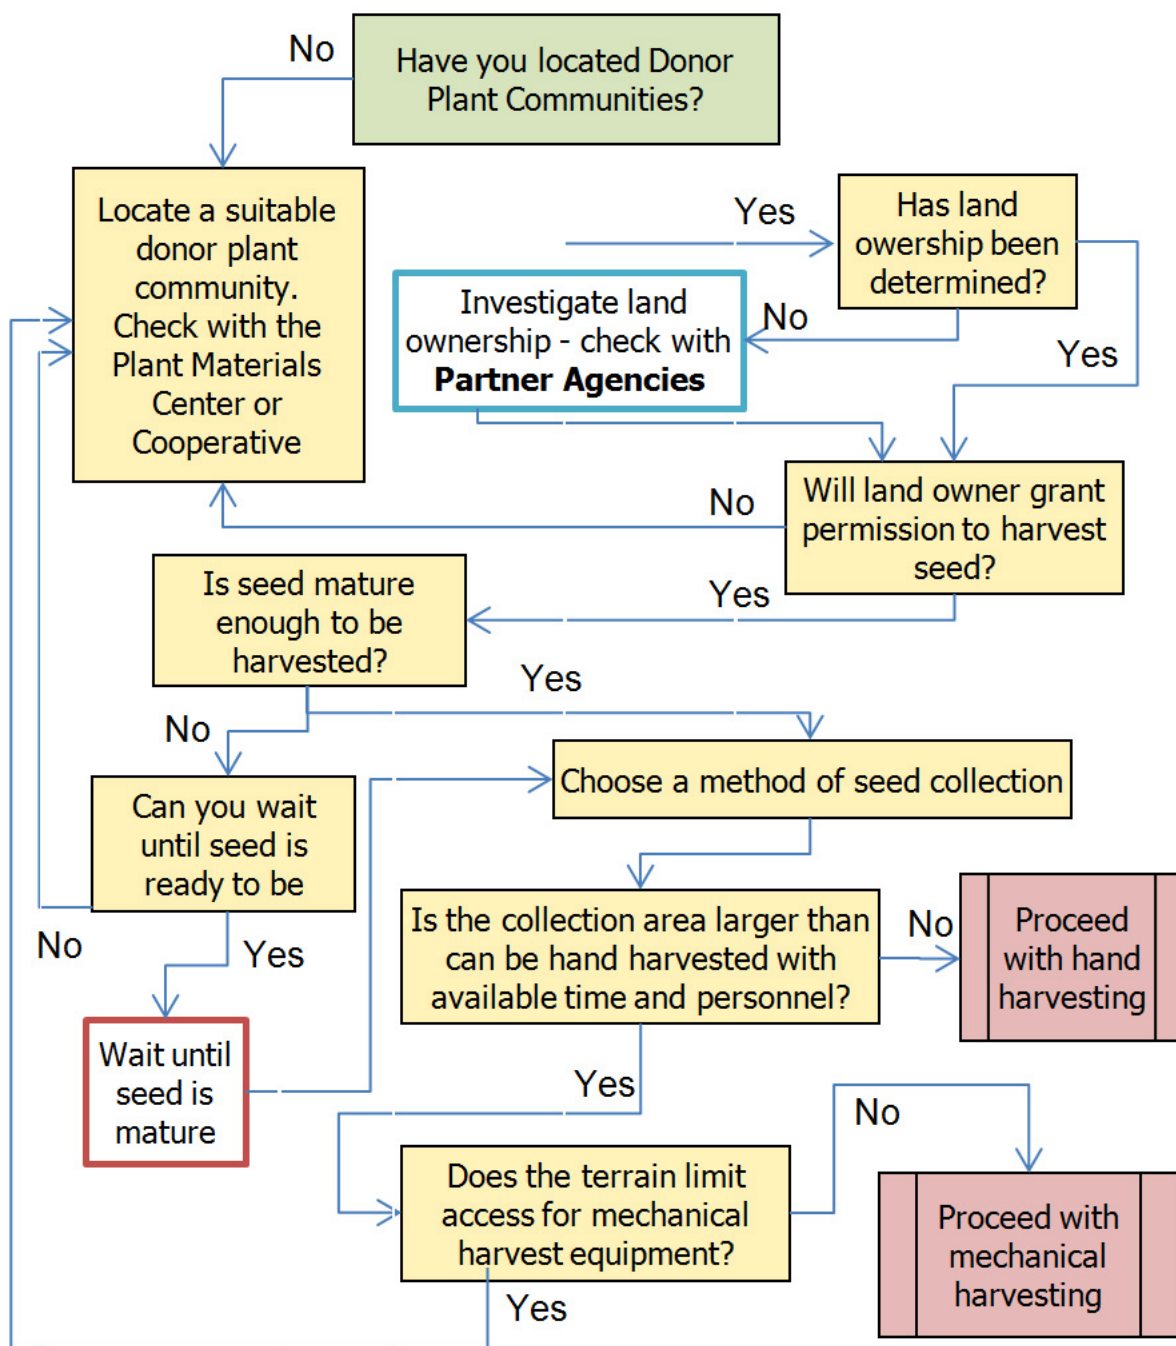 No
Have you located Donor
Plant Communities?
Locate a suitable
donor plant
community.
Check with the
Plant Materials
Center or
Cooperative
Yes
Has land
owership been
determined?
Investigate land
ownership - check with
Partner Agencies
No
Yes
Will land owner grant
permission to harvest
seed?
No
Yes
Is seed mature
enough to be
harvested?
Yes
No
Choose a method of seed collection
Can you wait
until seed is
ready to be
No
Yes
Is the collection area larger than
can be hand harvested with
available time and personnel?
No
Proceed
with hand
harvesting
Wait until
seed is
mature
Yes
No
Does the terrain limit
access for mechanical
harvest equipment?
Proceed with
mechanical
harvesting
Yes